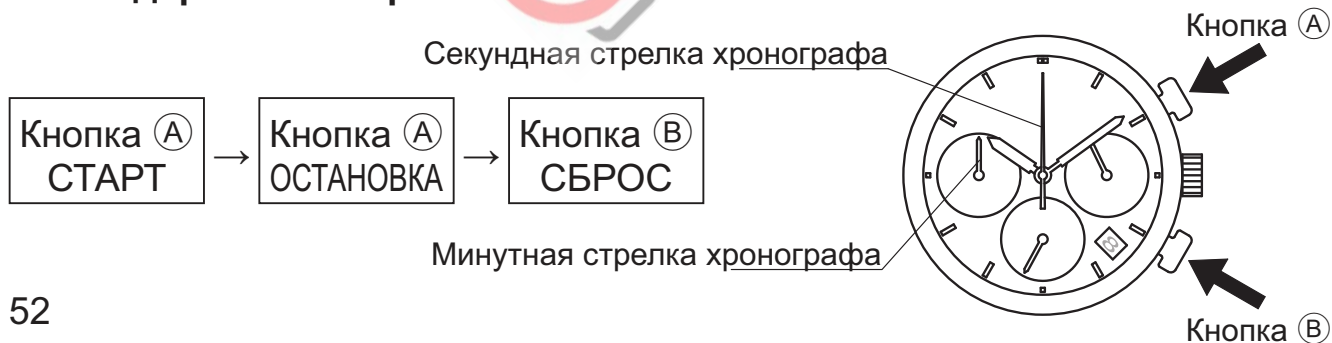 Кнопка Ⓐ
Секундная стрелка хронографа
Кнопка Ⓐ → Кнопка Ⓐ → Кнопка Ⓑ
СТАРТ ОСТАНОВКА СБРОС
Минутная стрелка хронографа
52
Кнопка Ⓑ